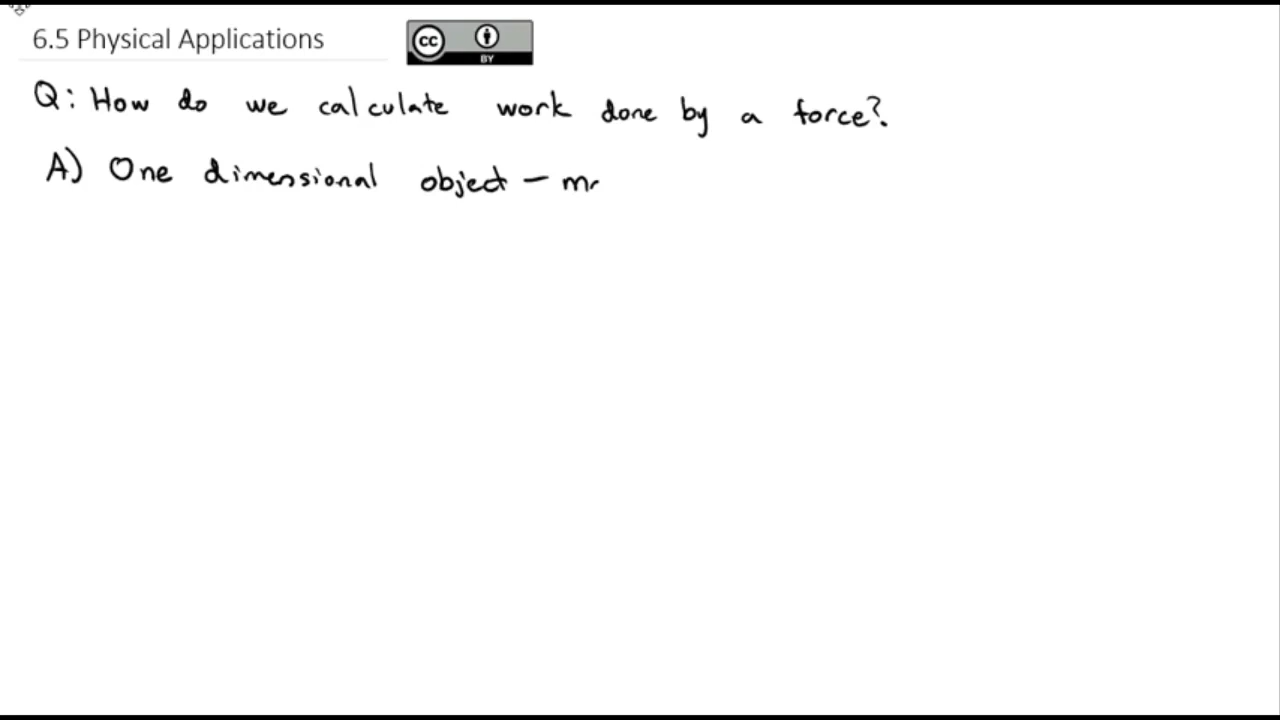 6.5 Physical Applications
CC BY
Q: How do we calculate work done by a force?
A) One dimensional object –